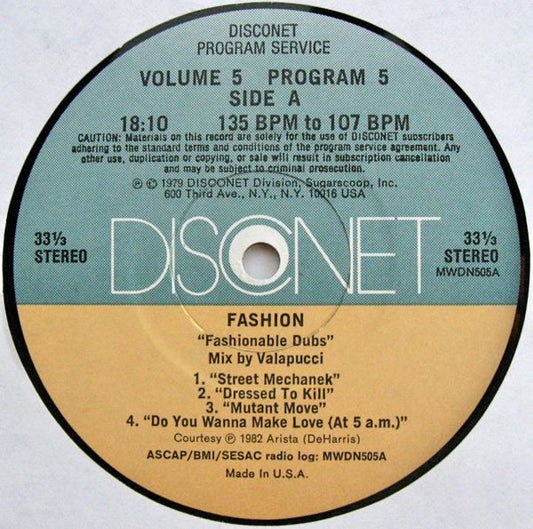 DISCONET
PROGRAM SERVICE
VOLUME 5 PROGRAM 5
SIDE A
18:10 135 BPM to 107 BPM
CAUTION: Materials on this record are solely for the use of DISCONET subscribers
adhering to the standard terms and conditions of the program service agreement. Any
other use, duplication or copying, or sale will result in subscription cancellation
and may be subject to criminal prosecution.
℗ © 1979 DISCONET Division, Sugarscoop, Inc.
600 Third Ave., N.Y., N.Y. 10016 USA
33⅓
STEREO
DISCONET
33⅓
STEREO
MWDN505A
FASHION
“Fashionable Dubs”
Mix by Valapucci
1. “Street Mechanek”
2. “Dressed To Kill”
3. “Mutant Move”
4. “Do You Wanna Make Love (At 5 a.m.)”
Courtesy ℗ 1982 Arista (DeHarris)
ASCAP/BMI/SESAC radio log: MWDN505A
Made in U.S.A.